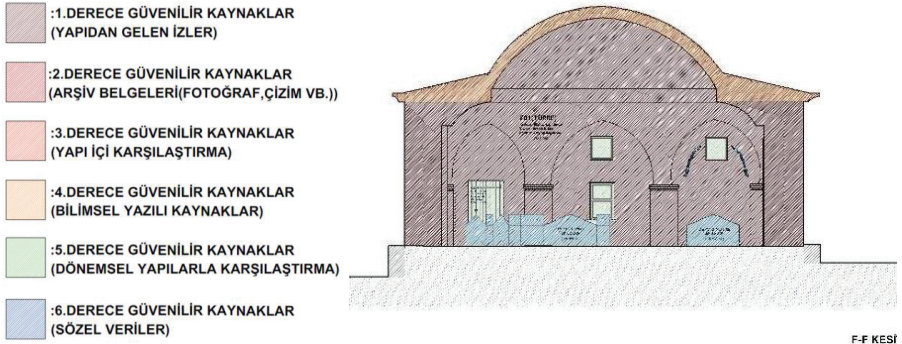 :1.DERECE GÜVENİLİR KAYNAKLAR
(YAPIDAN GELEN İZLER)
:2.DERECE GÜVENİLİR KAYNAKLAR
(ARŞİV BELGELERİ(FOTOĞRAF,ÇİZİM VB.))
:3.DERECE GÜVENİLİR KAYNAKLAR
(YAPI İÇİ KARŞILAŞTIRMA)
:4.DERECE GÜVENİLİR KAYNAKLAR
(BİLİMSEL YAZILI KAYNAKLAR)
:5.DERECE GÜVENİLİR KAYNAKLAR
(DÖNEMSEL YAPILARLA KARŞILAŞTIRMA)
:6.DERECE GÜVENİLİR KAYNAKLAR
(SÖZEL VERİLER)
F-F KESİ